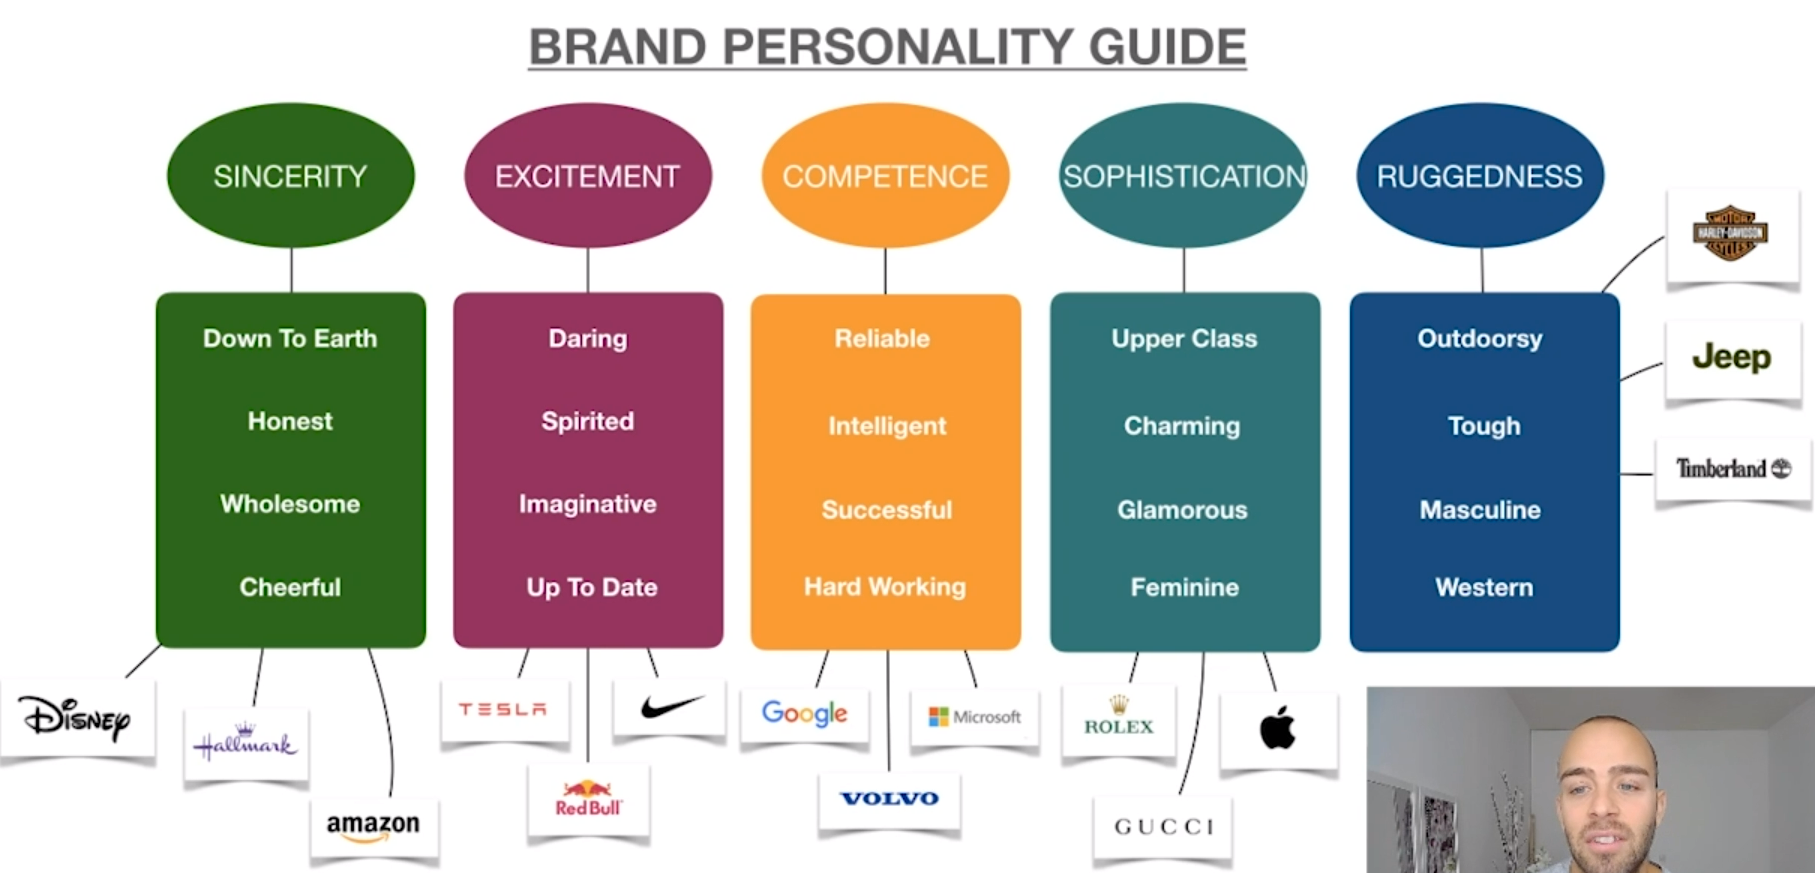 BRAND PERSONALITY GUIDE
SINCERITY
EXCITEMENT
COMPETENCE
SOPHISTICATION
RUGGEDNESS
Down To Earth
Honest
Wholesome
Cheerful
Daring
Spirited
Imaginative
Up To Date
Reliable
Intelligent
Successful
Hard Working
Upper Class
Charming
Glamorous
Feminine
Outdoorsy
Tough
Masculine
Western
MOTOR
HARLEY-DAVIDSON
CYCLES
Jeep
Timberland
Disney
Hallmark
amazon
TESLA
Red Bull
Google
VOLVO
Microsoft
ROLEX
GUCCI